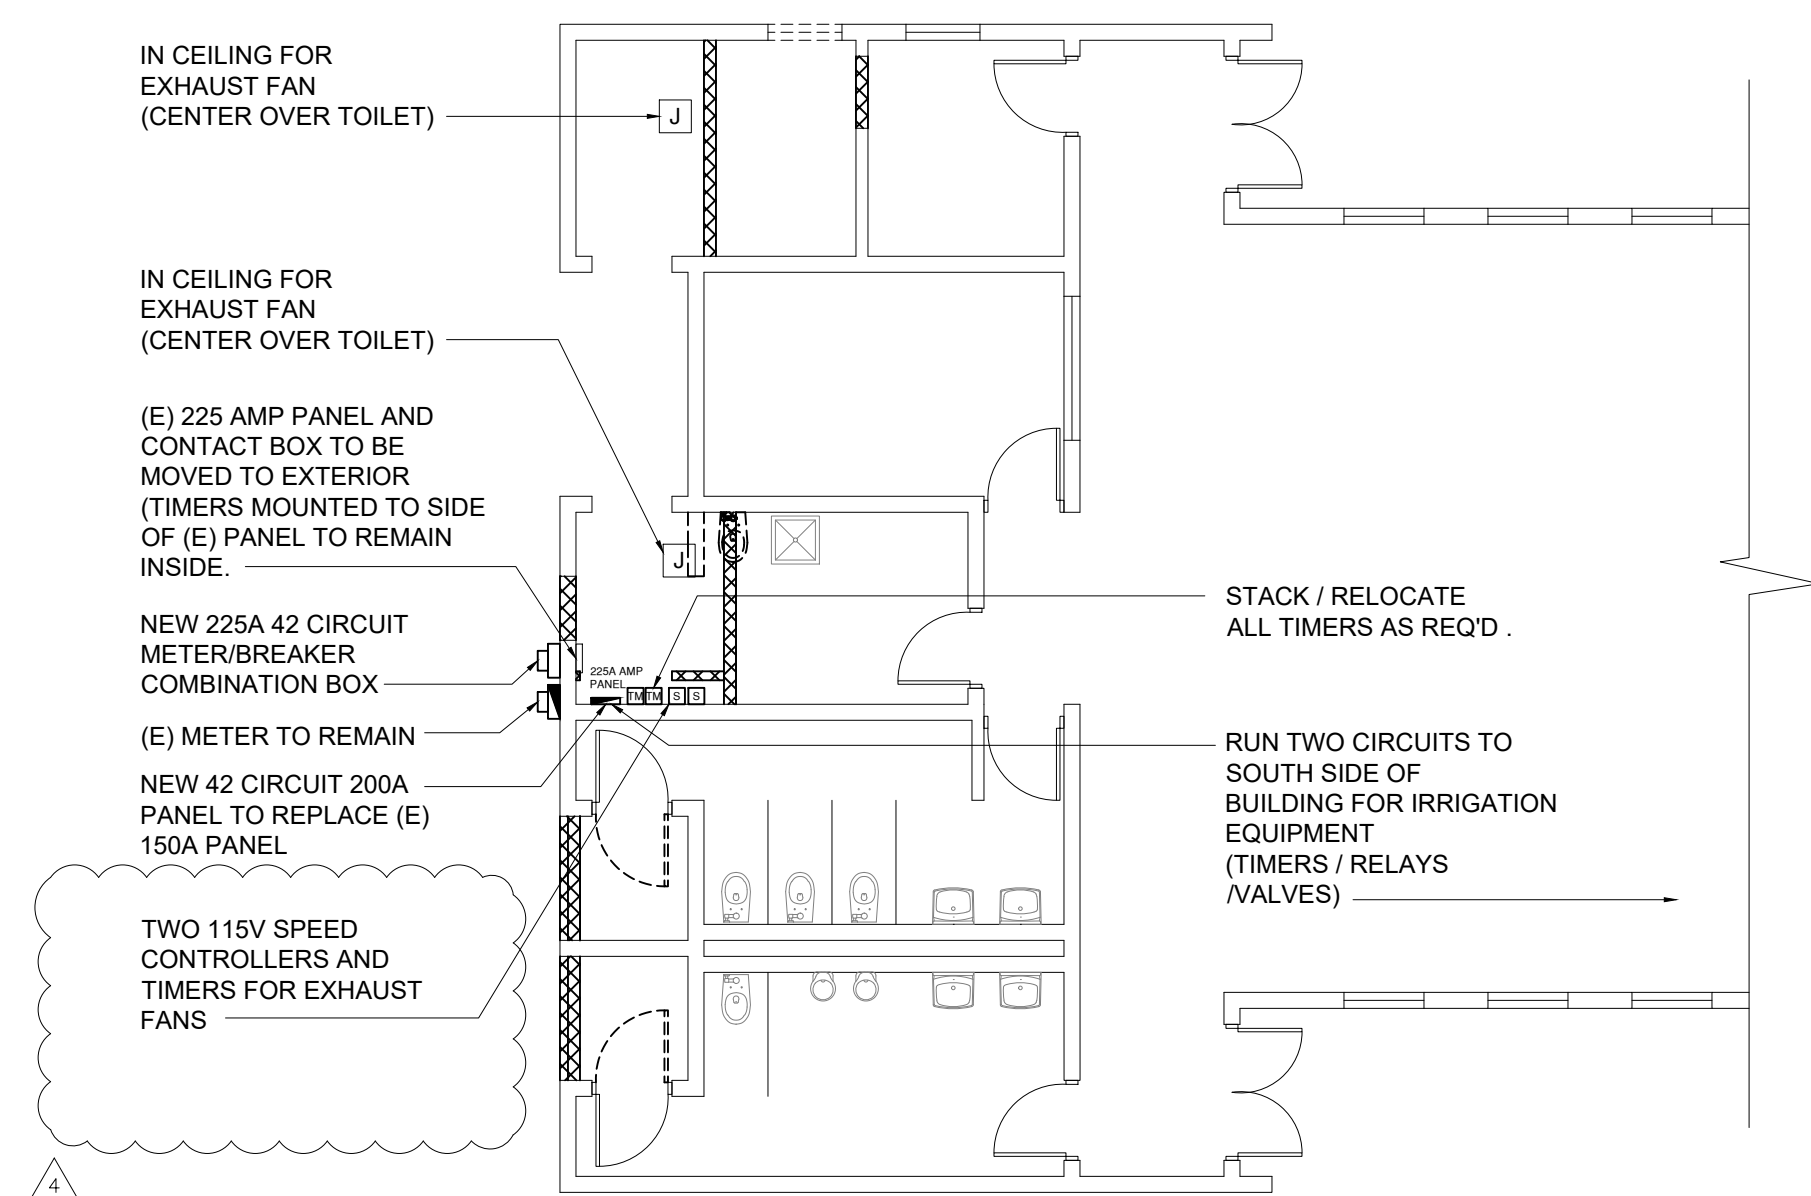 IN CEILING FOR
EXHAUST FAN
(CENTER OVER TOILET)
J
IN CEILING FOR
EXHAUST FAN
(CENTER OVER TOILET)
J
(E) 225 AMP PANEL AND
CONTACT BOX TO BE
MOVED TO EXTERIOR
(TIMERS MOUNTED TO SIDE
OF (E) PANEL TO REMAIN
INSIDE.
NEW 225A 42 CIRCUIT
METER/BREAKER
COMBINATION BOX
(E) METER TO REMAIN
NEW 42 CIRCUIT 200A
PANEL TO REPLACE (E)
150A PANEL
TWO 115V SPEED
CONTROLLERS AND
TIMERS FOR EXHAUST
FANS
4
225A AMP
PANEL
TM TM S S
STACK / RELOCATE
ALL TIMERS AS REQ'D .
RUN TWO CIRCUITS TO
SOUTH SIDE OF
BUILDING FOR IRRIGATION
EQUIPMENT
(TIMERS / RELAYS
/VALVES)